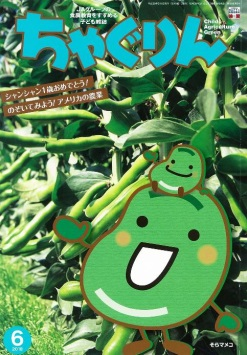 JAグループの
食農教育をすすめる
子ども雑誌
ちゃぐりん
Child
Agriculture
Green
シャンシャン1歳おめでとう!
のぞいてみよう!アメリカの農業
6
2018
そらマメコ